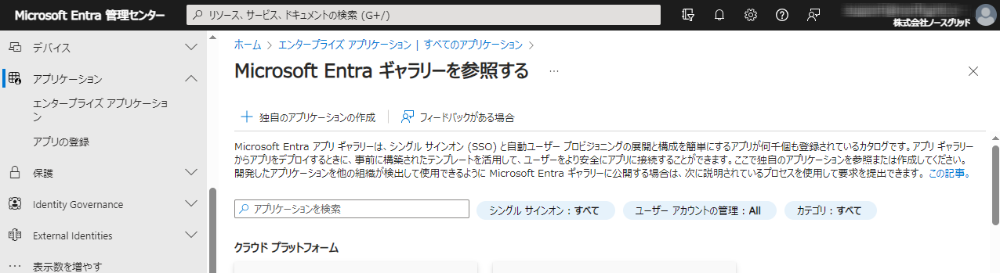 Microsoft Entra 管理センター
リソース、サービス、ドキュメントの検索 (G+/)
株式会社ノースグリッド
デバイス
アプリケーション
エンタープライズ アプリケーショ
ン
アプリの登録
保護
Identity Governance
External Identities
… 表示数を増やす
ホーム > エンタープライズ アプリケーション | すべてのアプリケーション >
Microsoft Entra ギャラリーを参照する …
+ 独自のアプリケーションの作成
フィードバックがある場合
Microsoft Entra アプリ ギャラリーは、シングル サインオン (SSO) と自動ユーザー プロビジョニングの展開と構成を簡単にするアプリが何千個も登録されているカタログです。アプリ ギャラリー
からアプリをデプロイするときに、事前に構築されたテンプレートを活用して、ユーザーをより安全にアプリに接続することができます。ここで独自のアプリケーションを参照または作成してください。
開発したアプリケーションを他の組織が検出して使用できるように Microsoft Entra ギャラリーに公開する場合は、次に説明されているプロセスを使用して要求を提出できます。 この記事。
アプリケーションを検索
シングル サインオン : すべて
ユーザー アカウントの管理 : All
カテゴリ : すべて
クラウド プラットフォーム